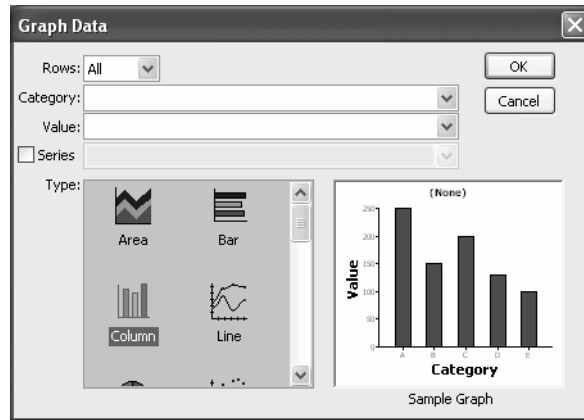 Graph Data
Rows: All
OK
Category:
Cancel
Value:
Series
Type:
Area
Bar
Column
Line
(None)
Value
250
200
150
100
50
0
A B C D E
Category
Sample Graph